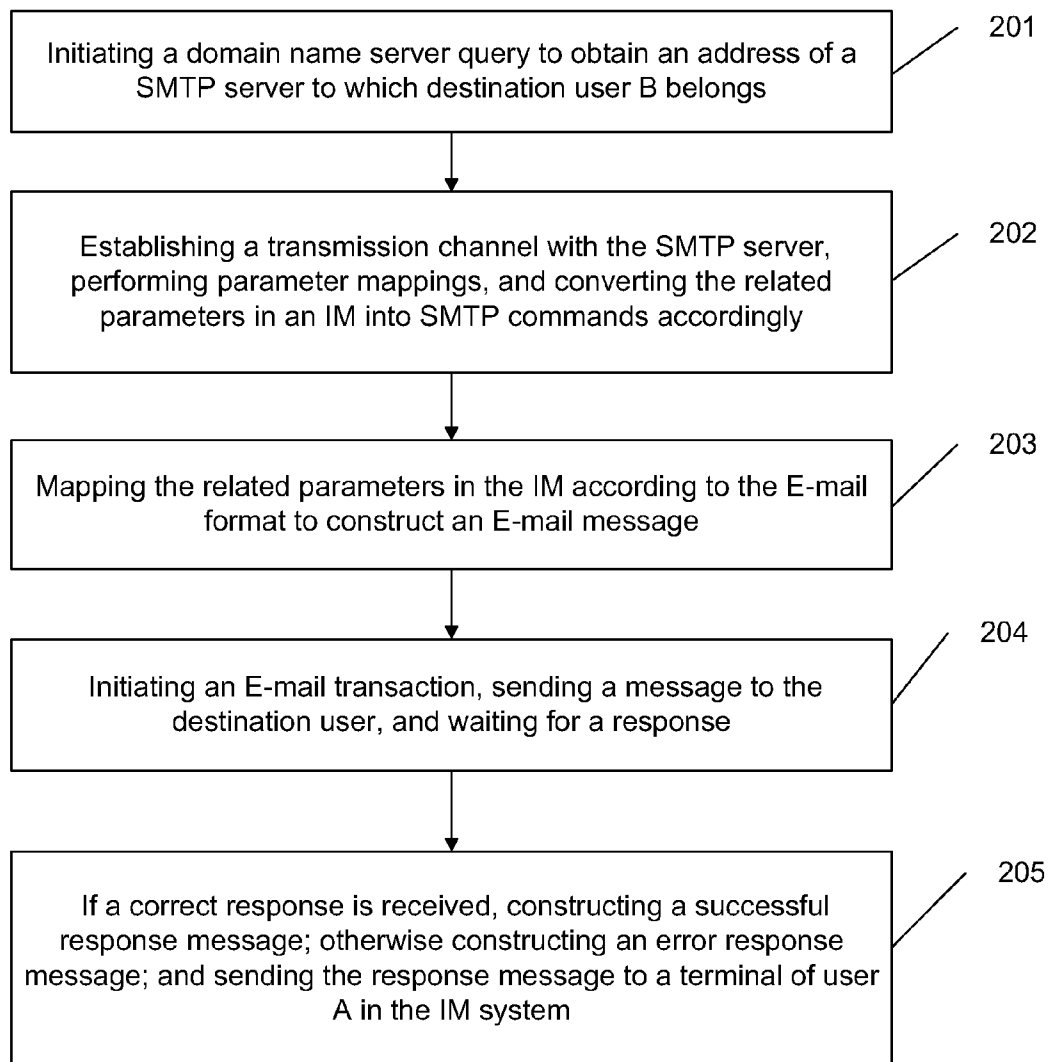 Initiating a domain name server query to obtain an address of a
SMTP server to which destination user B belongs
201
Establishing a transmission channel with the SMTP server,
performing parameter mappings, and converting the related
parameters in an IM into SMTP commands accordingly
202
Mapping the related parameters in the IM according to the E-mail
format to construct an E-mail message
203
Initiating an E-mail transaction, sending a message to the
destination user, and waiting for a response
204
If a correct response is received, constructing a successful
response message; otherwise constructing an error response
message; and sending the response message to a terminal of user
A in the IM system
205